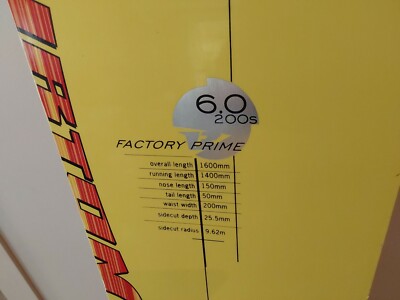 6.0
200s
FACTORY PRIME
overall length 1600mm
running length 1400mm
nose length 150mm
tail length 50mm
waist width 200mm
sidecut depth 25.5mm
sidecut radius 9.62m